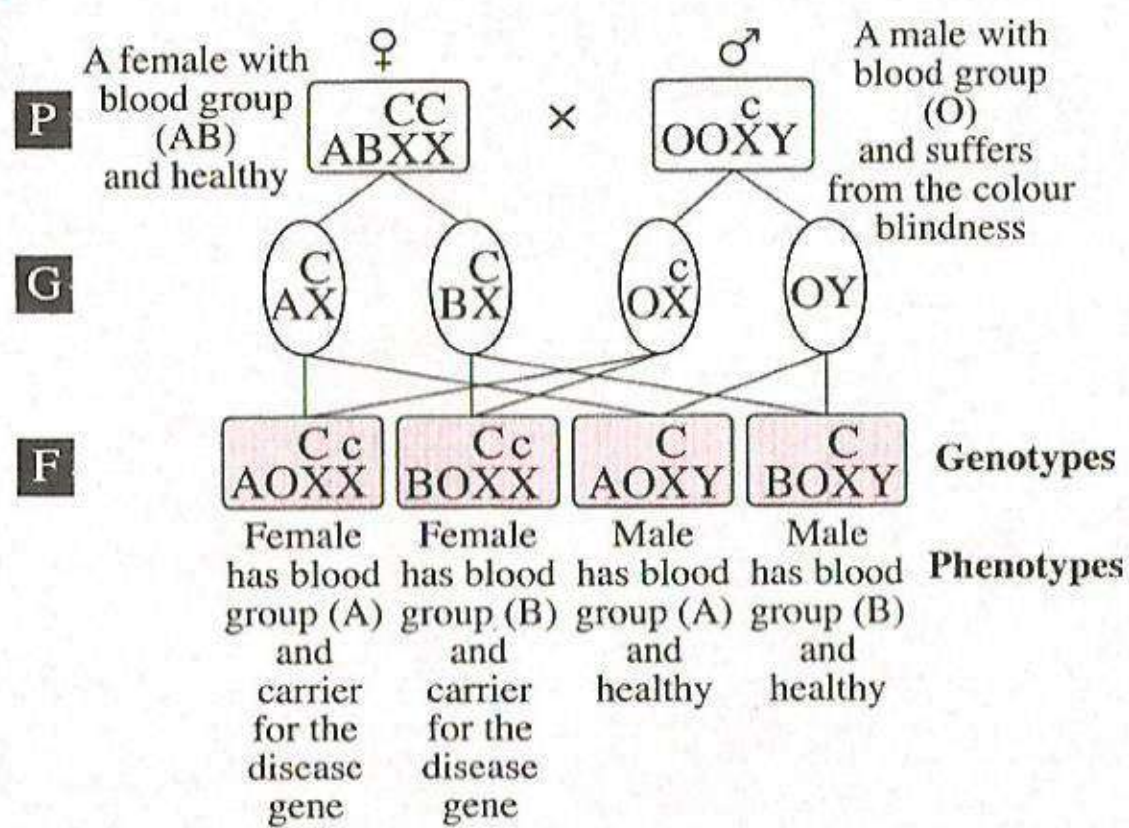 ♀
A female with
blood group
(AB)
and healthy
P
CC
ABXX
×
♂
c
OOXY
A male with
blood group
(O)
and suffers
from the colour
blindness
G
C
AX
C
BX
c
OX
OY
F
C c
AOXX
C c
BOXX
C
AOXY
C
BOXY
Genotypes
Female
has blood
group (A)
and
carrier
for the
disease
gene
Female
has blood
group (B)
and
carrier
for the
disease
gene
Male
has blood
group (A)
and
healthy
Male
has blood
group (B)
and
healthy
Phenotypes